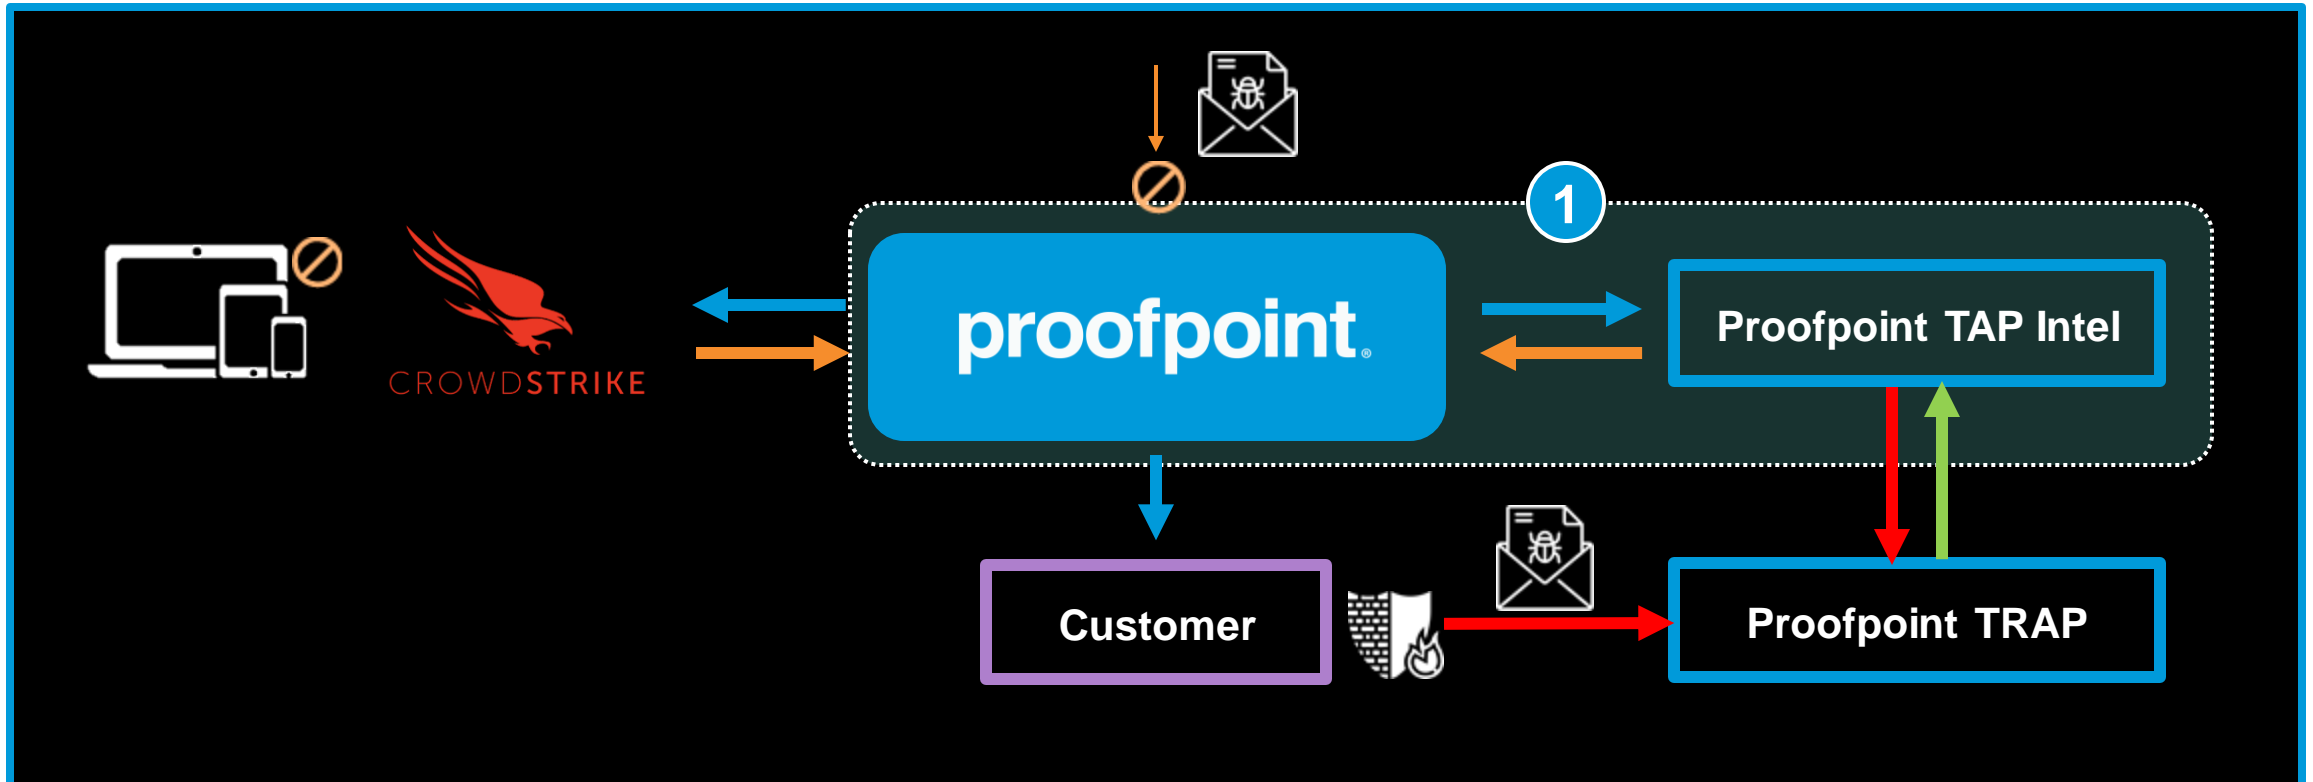 1
proofpoint®
Proofpoint TAP Intel
CROWDSTRIKE
Customer
Proofpoint TRAP